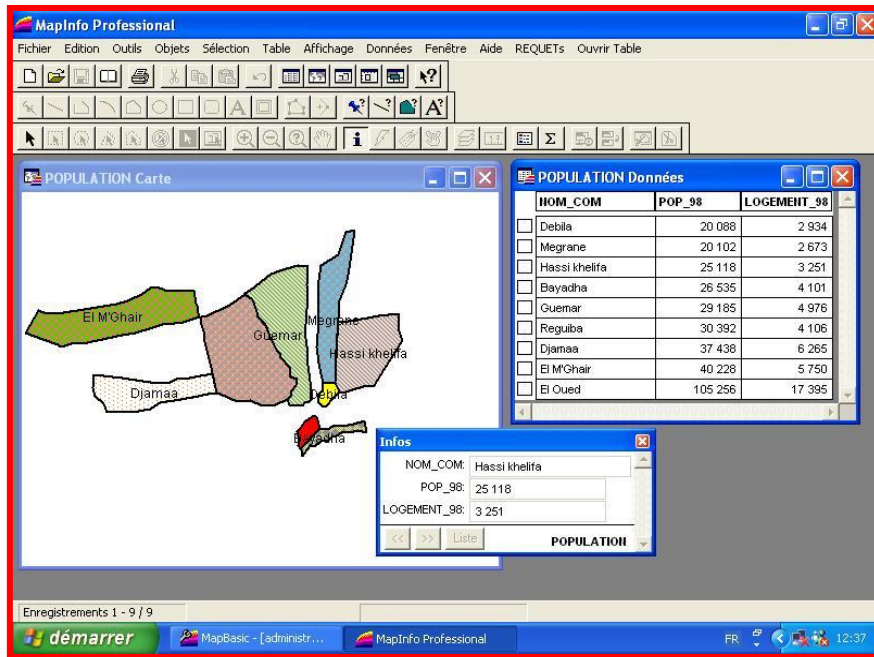 MapInfo Professional
Fichier Edition Outils Objets Sélection Table Affichage Données Fenêtre Aide REQUETs Ouvrir Table
POPULATION Carte
El M'Ghair
Guemar
Megrane
Hassi khelifa
Djamaa
Debila
Bayadha
POPULATION Données
NOM_COM POP_98 LOGEMENT_98
Debila 20 088 2 934
Megrane 20 102 2 673
Hassi khelifa 25 118 3 251
Bayadha 26 535 4 101
Guemar 29 185 4 976
Reguiba 30 392 4 106
Djamaa 37 438 6 265
El M'Ghair 40 228 5 750
El Oued 105 256 17 395
Infos
NOM_COM: Hassi khelifa
POP_98: 25 118
LOGEMENT_98: 3 251
<< >> Liste POPULATION
Enregistrements 1 - 9 / 9
démarrer MapBasic - [administr... MapInfo Professional FR 12:37